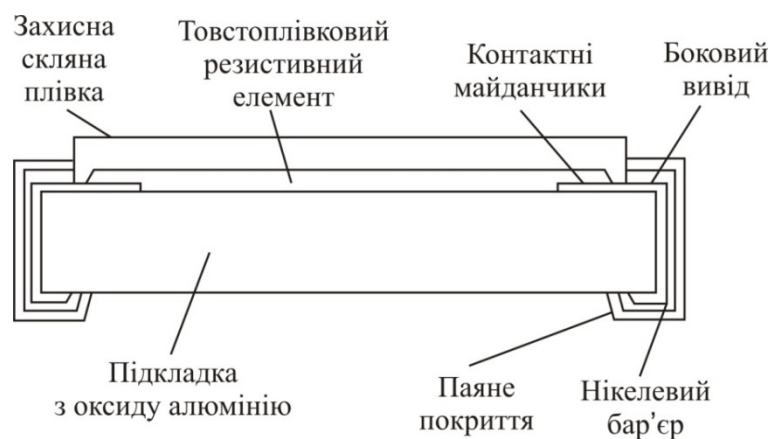 Захисна
скляна
плівка
Товстоплівковий
резистивний
елемент
Контактні
майданчики
Боковий
вивід
Підкладка
з оксиду алюмінію
Паяне
покриття
Нікелевий
бар’єр